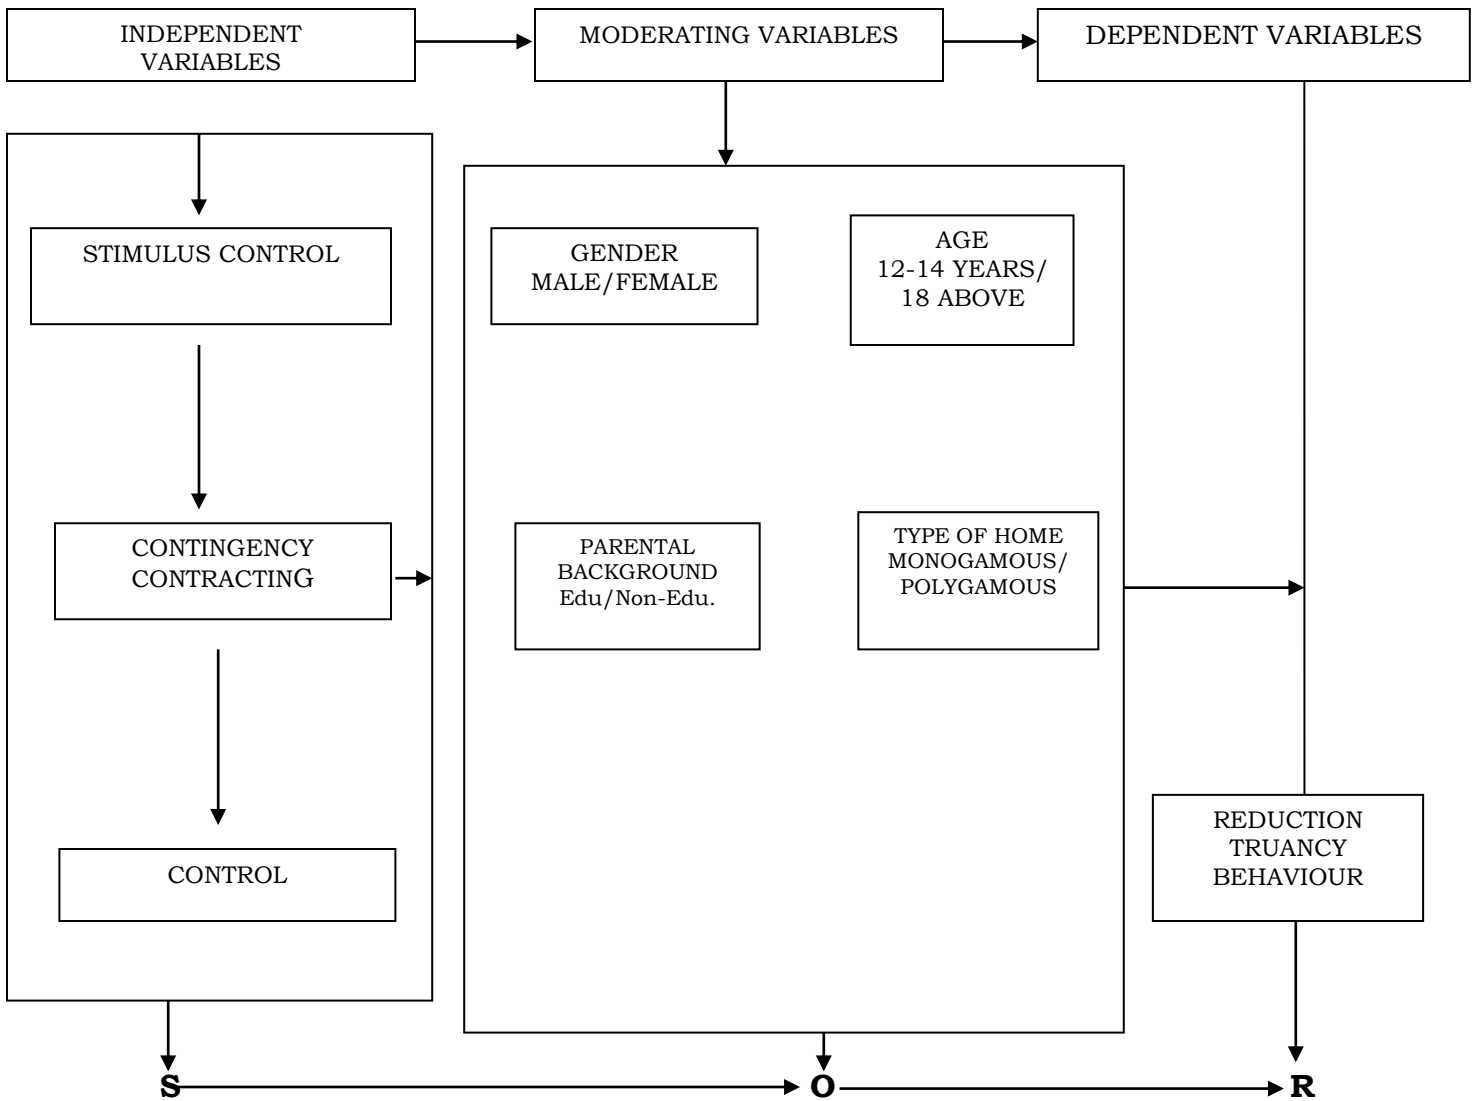 INDEPENDENT
VARIABLES
MODERATING VARIABLES
DEPENDENT VARIABLES
STIMULUS CONTROL
GENDER
MALE/FEMALE
AGE
12-14 YEARS/
18 ABOVE
CONTINGENCY
CONTRACTING
PARENTAL
BACKGROUND
Edu/Non-Edu.
TYPE OF HOME
MONOGAMOUS/
POLYGAMOUS
CONTROL
REDUCTION
TRUANCY
BEHAVIOUR
S
O
R